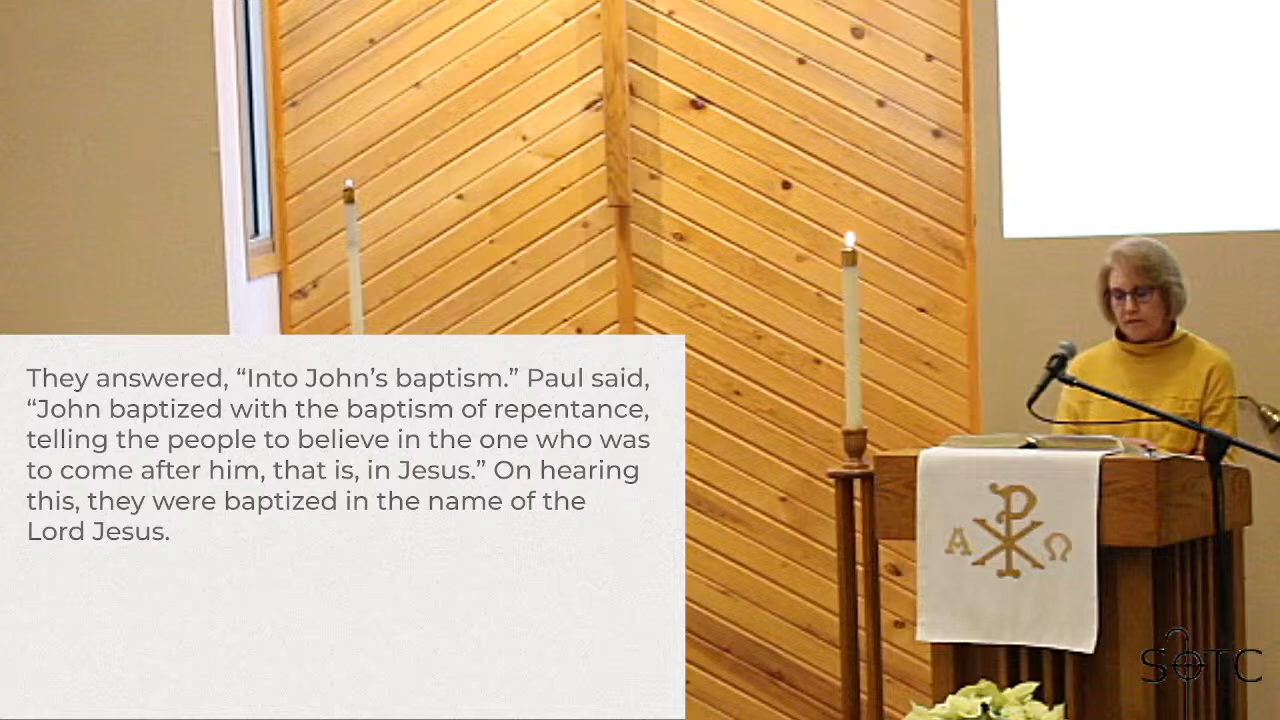 They answered, “Into John’s baptism.” Paul said,
“John baptized with the baptism of repentance,
telling the people to believe in the one who was
to come after him, that is, in Jesus.” On hearing
this, they were baptized in the name of the
Lord Jesus.
Α ☧ Ω
SOTC